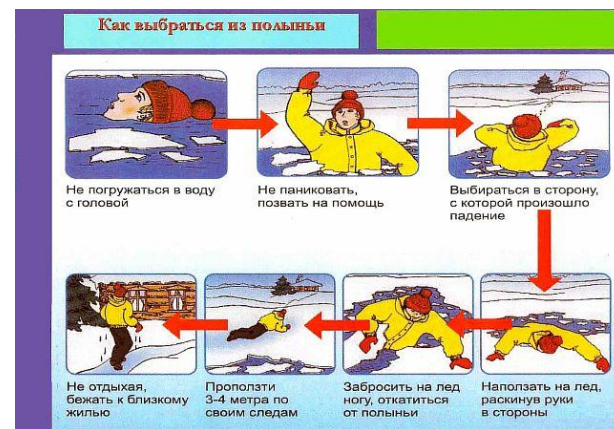 Как выбраться из полыньи
Не погружаться в воду
с головой
Не паниковать,
позвать на помощь
Выбираться в сторону,
с которой произошло
падение
Наползать на лед,
раскинув руки
в стороны
Забросить на лед
ногу, откатиться
от полыньи
Проползти
3-4 метра по
своим следам
Не отдыхая,
бежать к близкому
жилью